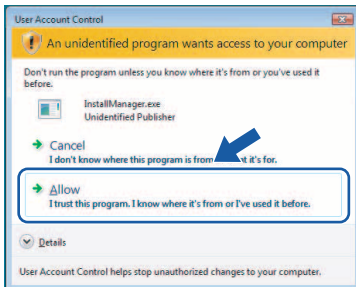 User Account Control
An unidentified program wants access to your computer
Don't run the program unless you know where it's from or you've used it
before.
InstallManager.exe
Unidentified Publisher
Cancel
I don't know where this program is from it's for.
Allow
I trust this program. I know where it's from or I've used it before.
Details
User Account Control helps stop unauthorized changes to your computer.